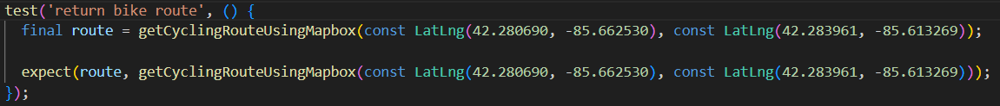 test('return bike route', () {
  final route = getCyclingRouteUsingMapbox(const LatLng(42.280690, -85.662530), const LatLng(42.283961, -85.613269));
  expect(route, getCyclingRouteUsingMapbox(const LatLng(42.280690, -85.662530), const LatLng(42.283961, -85.613269)));
});